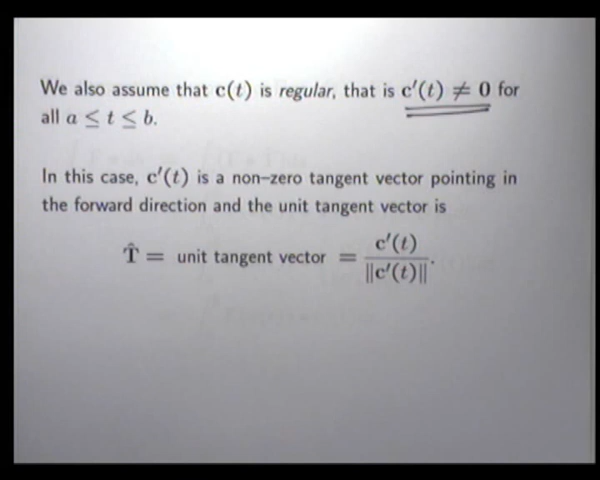 We also assume that c(t) is regular, that is c′(t) ≠ 0 for
all a ≤ t ≤ b.
In this case, c′(t) is a non–zero tangent vector pointing in
the forward direction and the unit tangent vector is
T̂ = unit tangent vector = c′(t) / ‖c′(t)‖.